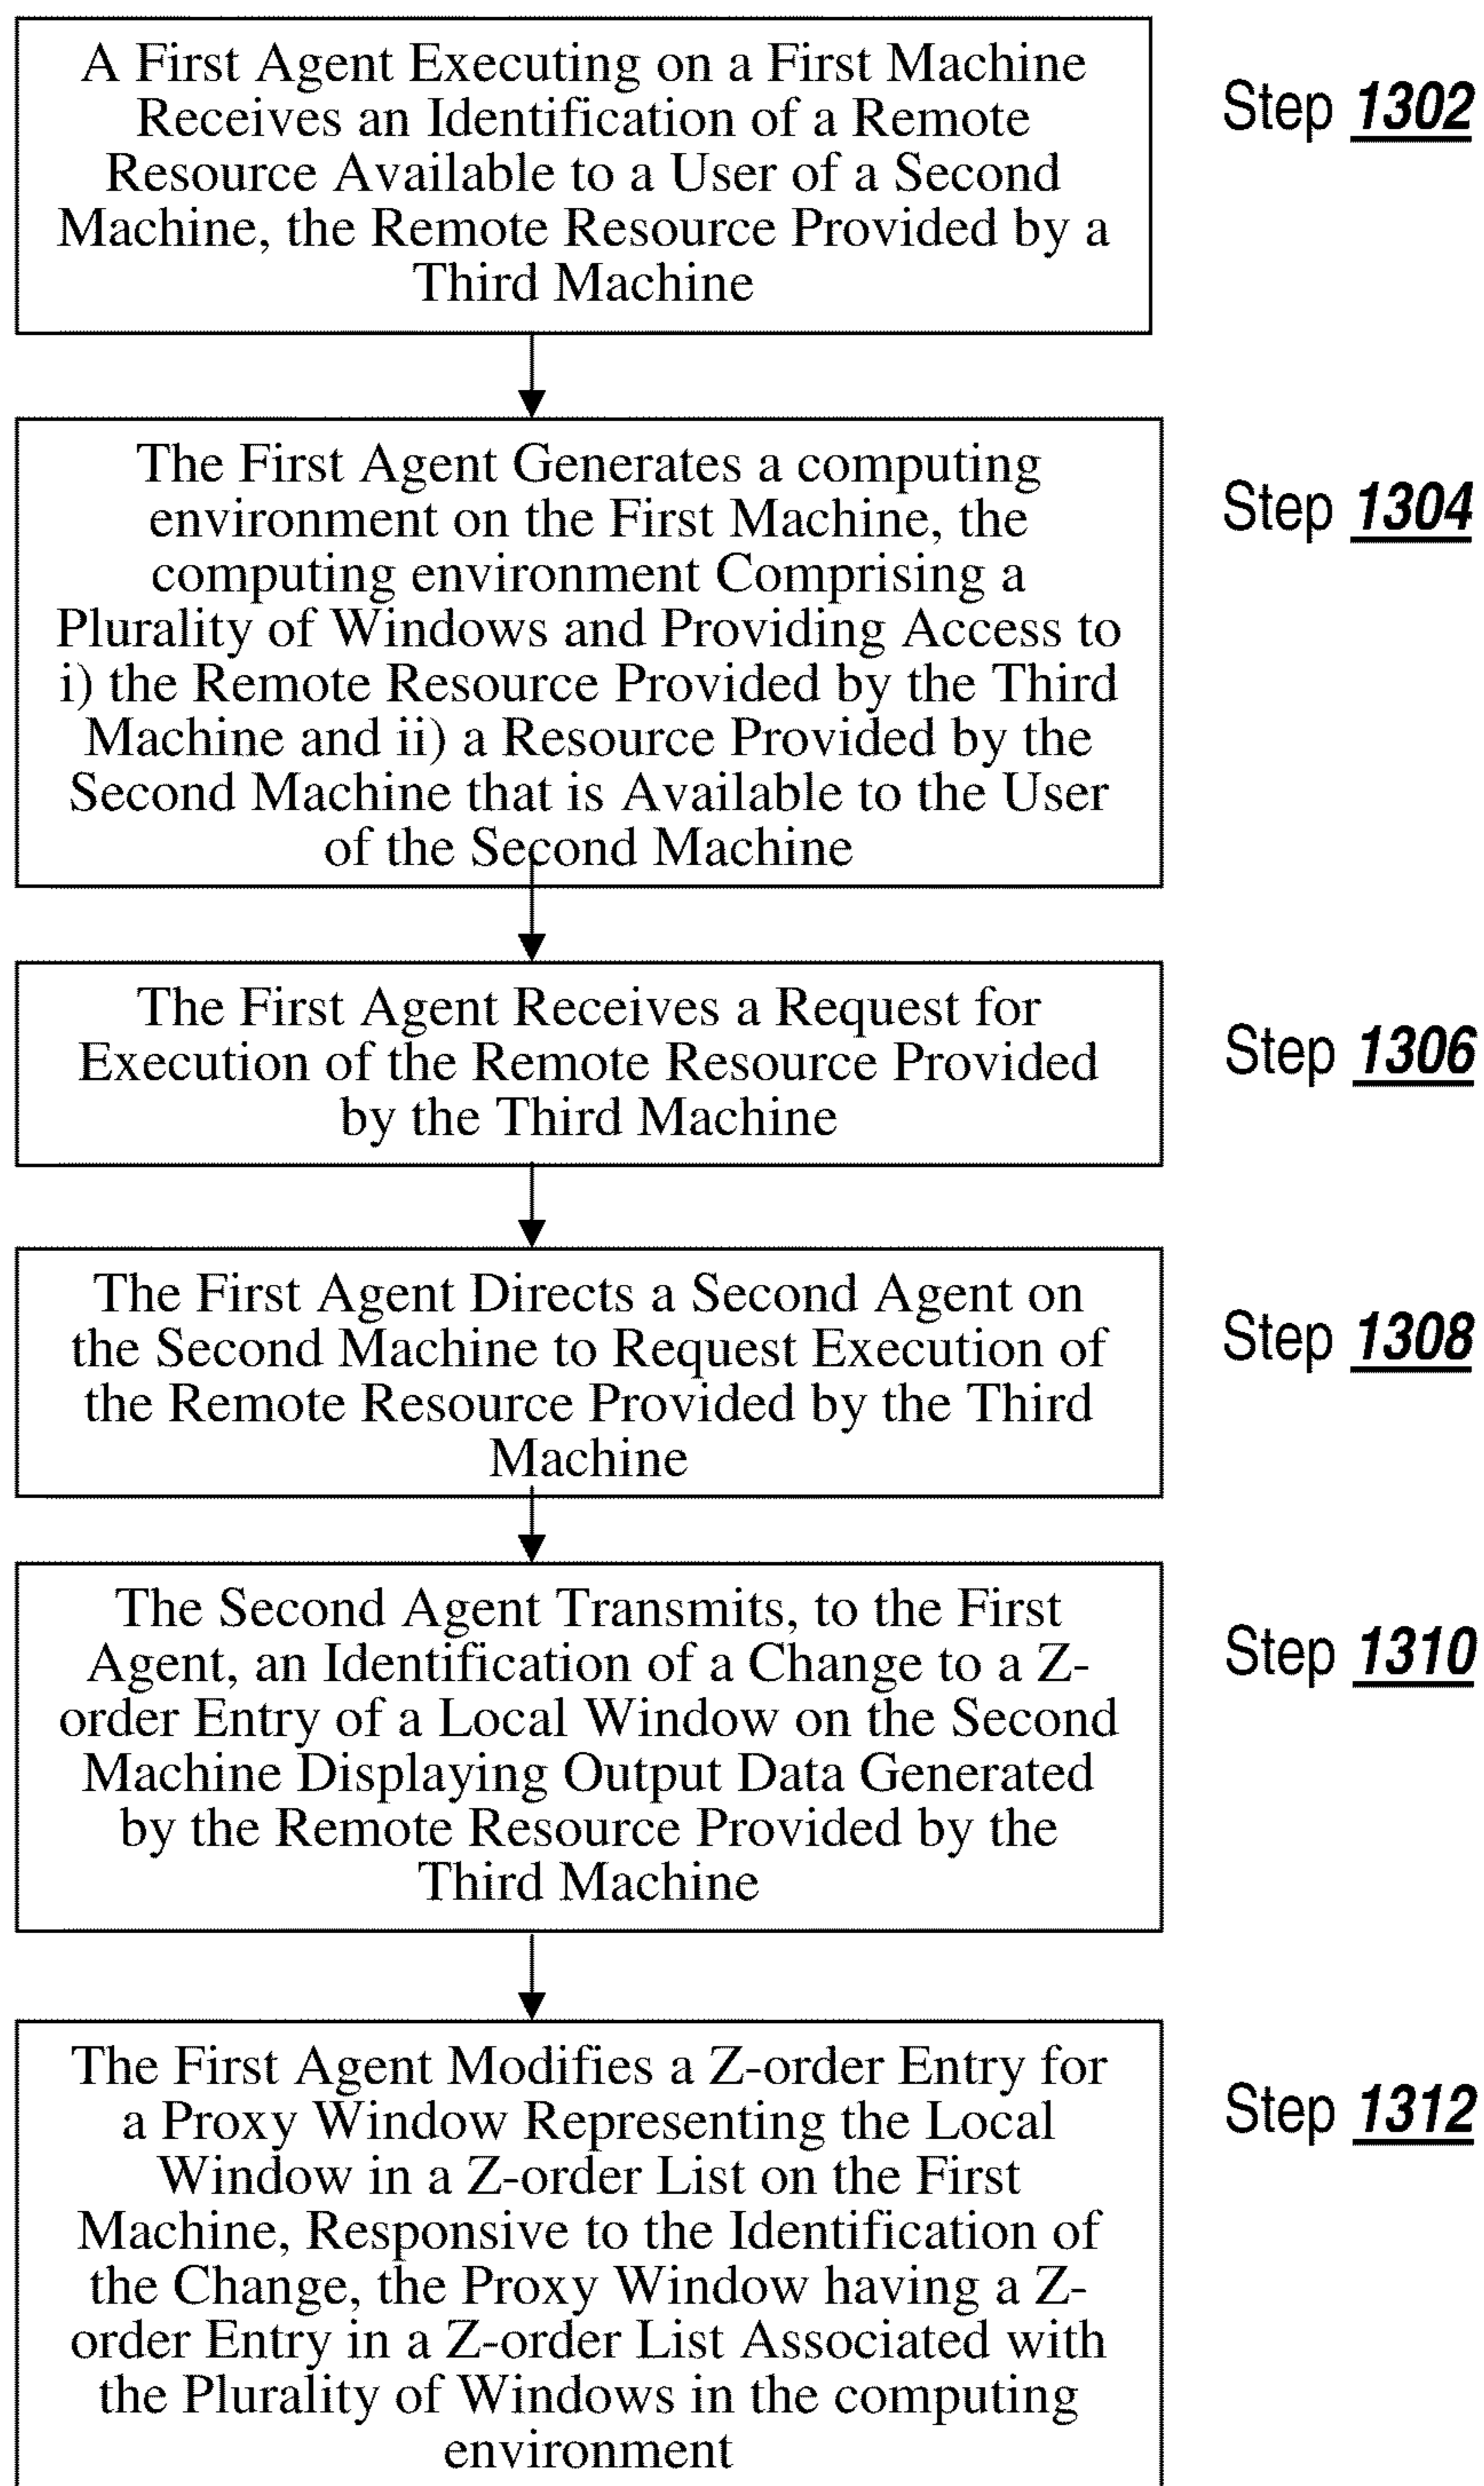 A First Agent Executing on a First Machine
Receives an Identification of a Remote
Resource Available to a User of a Second
Machine, the Remote Resource Provided by a
Third Machine
Step 1302
The First Agent Generates a computing
environment on the First Machine, the
computing environment Comprising a
Plurality of Windows and Providing Access to
i) the Remote Resource Provided by the Third
Machine and ii) a Resource Provided by the
Second Machine that is Available to the User
of the Second Machine
Step 1304
The First Agent Receives a Request for
Execution of the Remote Resource Provided
by the Third Machine
Step 1306
The First Agent Directs a Second Agent on
the Second Machine to Request Execution of
the Remote Resource Provided by the Third
Machine
Step 1308
The Second Agent Transmits, to the First
Agent, an Identification of a Change to a Z-
order Entry of a Local Window on the Second
Machine Displaying Output Data Generated
by the Remote Resource Provided by the
Third Machine
Step 1310
The First Agent Modifies a Z-order Entry for
a Proxy Window Representing the Local
Window in a Z-order List on the First
Machine, Responsive to the Identification of
the Change, the Proxy Window having a Z-
order Entry in a Z-order List Associated with
the Plurality of Windows in the computing
environment
Step 1312